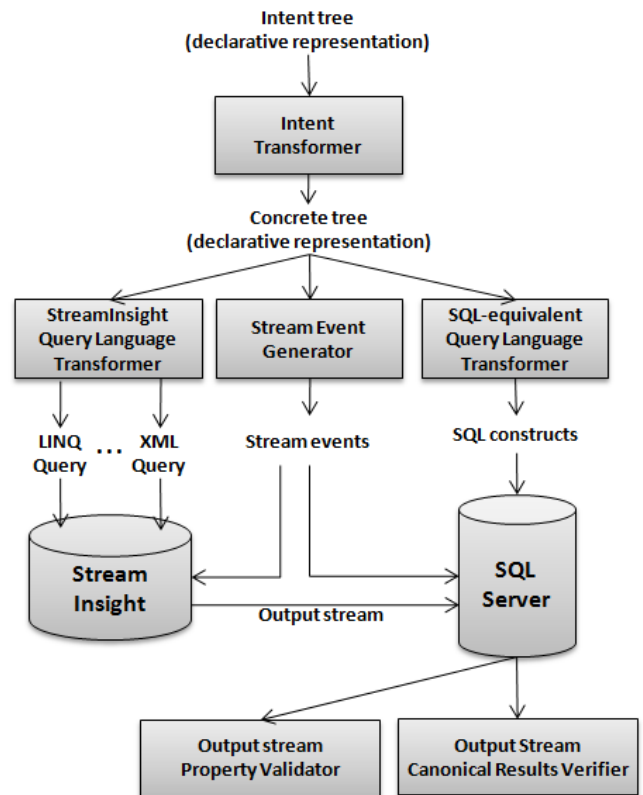 Intent tree
(declarative representation)
Intent
Transformer
Concrete tree
(declarative representation)
StreamInsight
Query Language
Transformer
Stream Event
Generator
SQL-equivalent
Query Language
Transformer
LINQ
Query
...
XML
Query
Stream events
SQL constructs
Stream
Insight
Output stream
SQL
Server
Output stream
Property Validator
Output Stream
Canonical Results Verifier